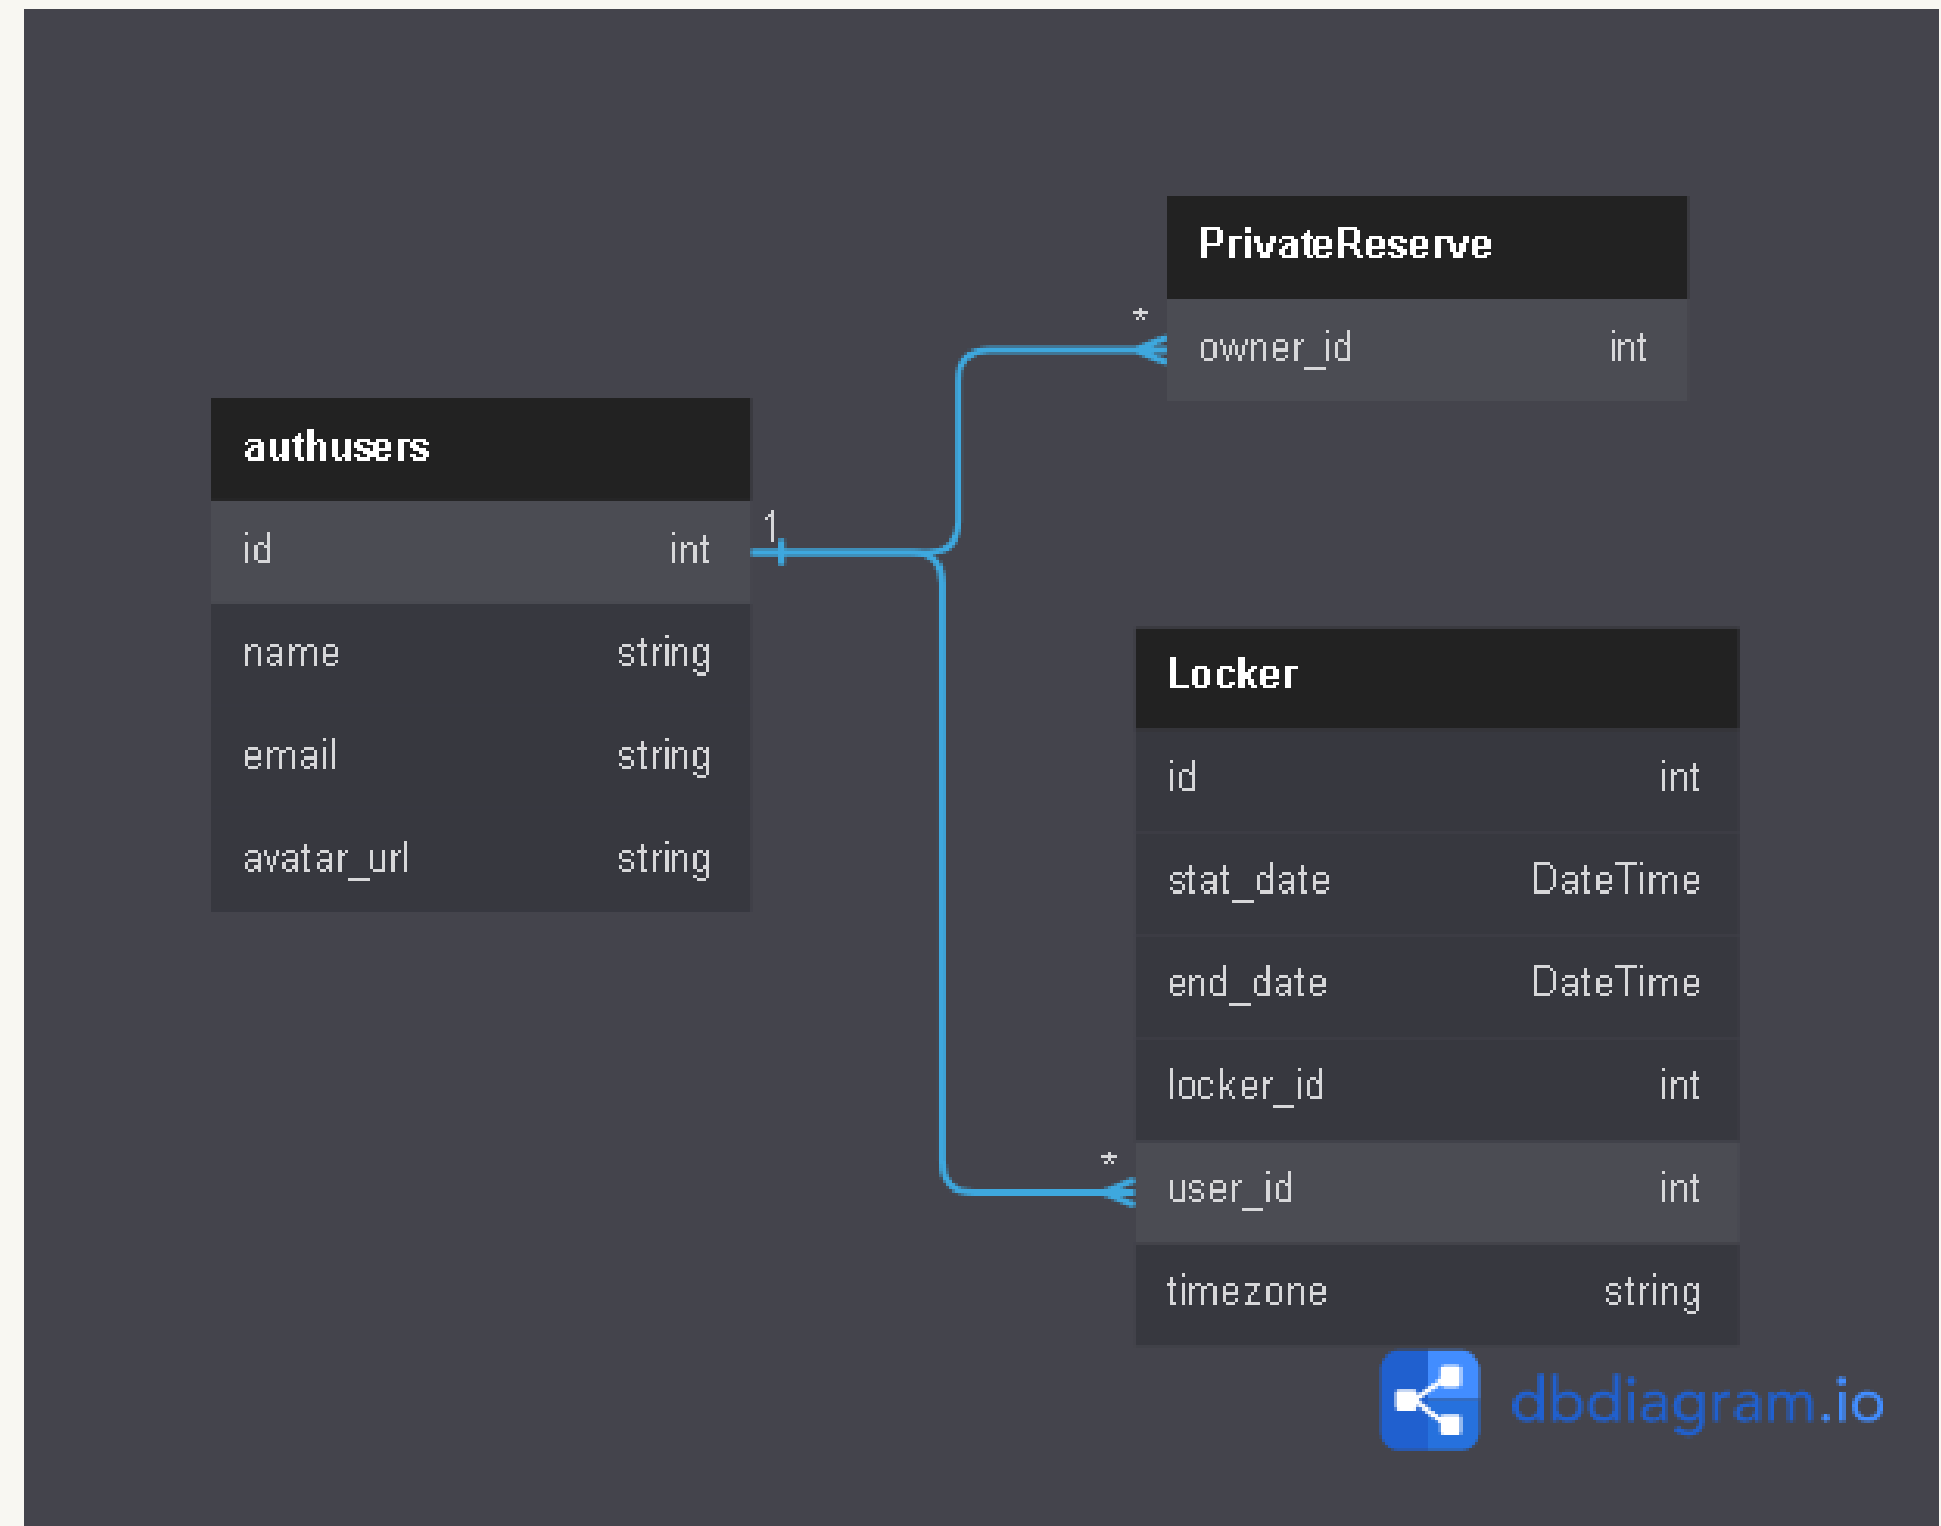 PrivateReserve
* owner_id int
authusers
id int 1
name string
email string
avatar_url string
Locker
id int
stat_date DateTime
end_date DateTime
locker_id int
* user_id int
timezone string
dbdiagram.io